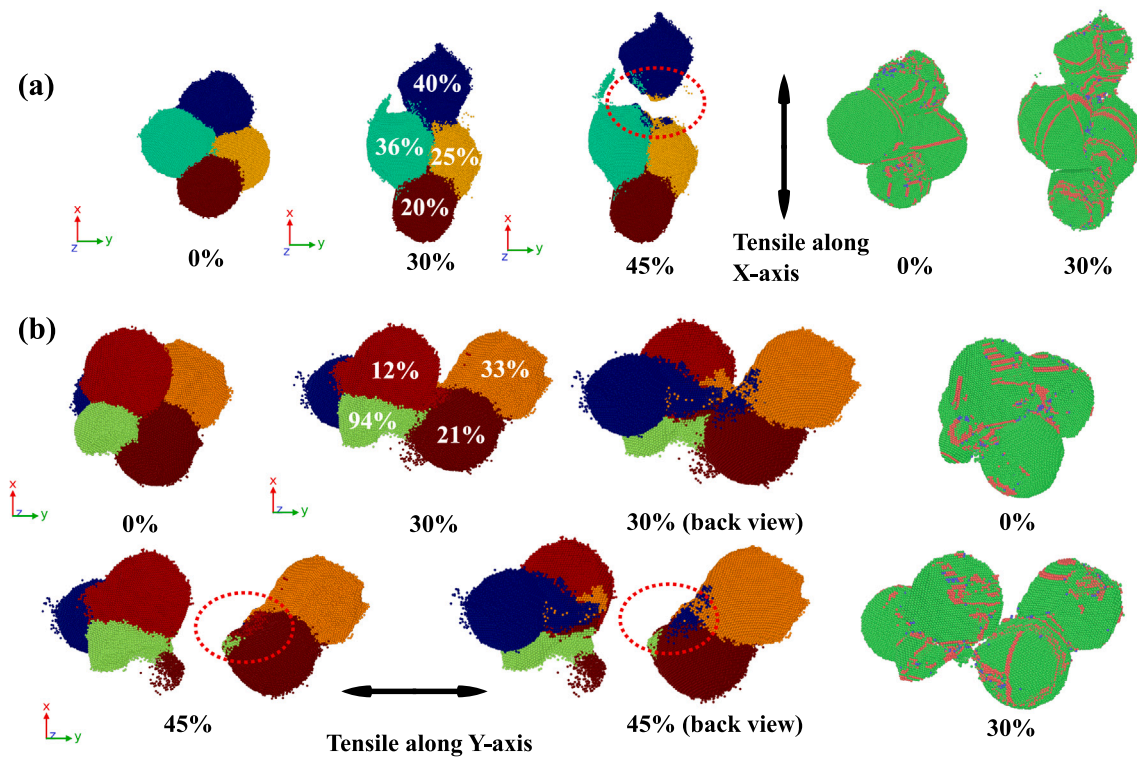 (a)
40%
36%
25%
20%
x
z y
0%
x
z y
30%
x
z y
45%
Tensile along
X-axis
0%
30%
(b)
12%
33%
94%
21%
x
z y
0%
x
z y
30%
30% (back view)
0%
x
z y
45%
Tensile along Y-axis
45% (back view)
30%